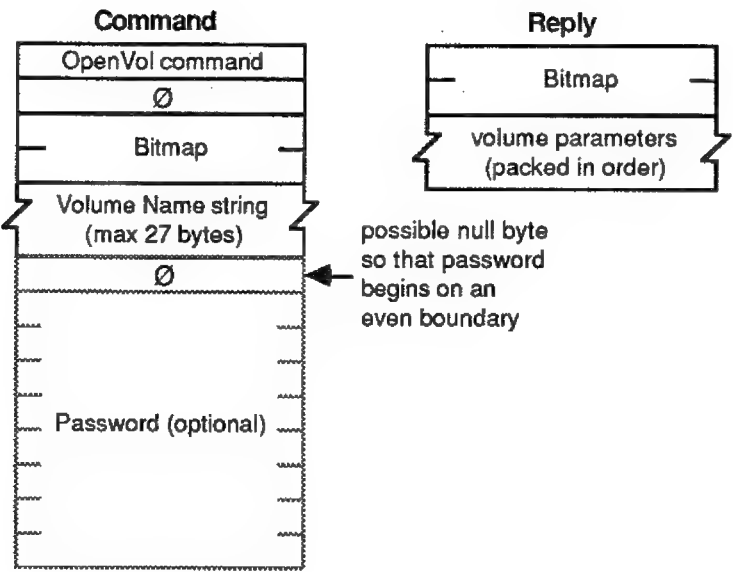 Command
OpenVol command
Ø
Bitmap
Volume Name string
(max 27 bytes)
Ø
Password (optional)
Reply
Bitmap
volume parameters
(packed in order)
possible null byte
so that password
begins on an
even boundary